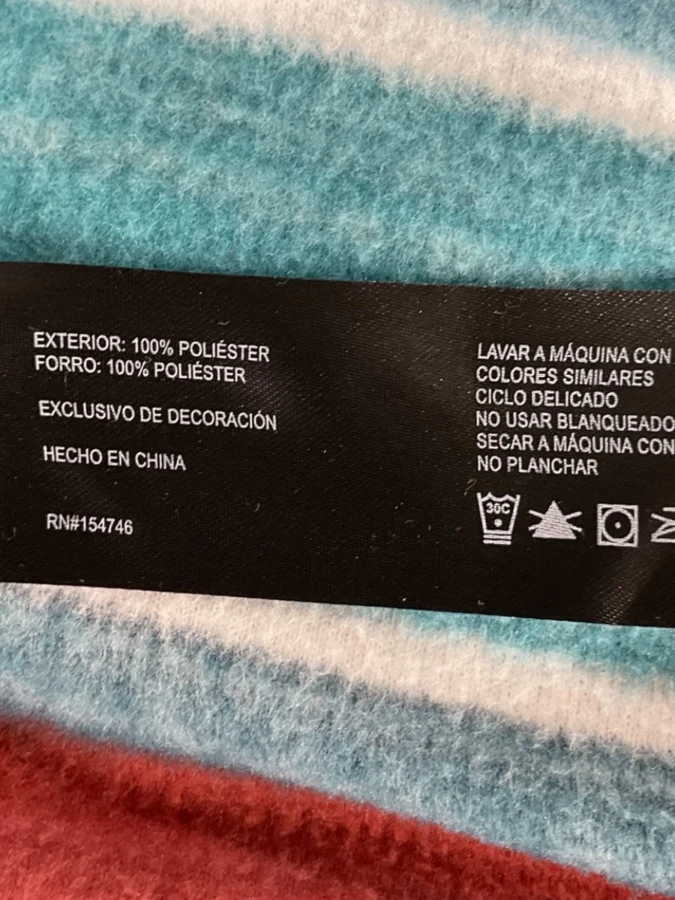 EXTERIOR: 100% POLIÉSTER
FORRO: 100% POLIÉSTER
EXCLUSIVO DE DECORACIÓN
HECHO EN CHINA
RN#154746
LAVAR A MÁQUINA CON
COLORES SIMILARES
CICLO DELICADO
NO USAR BLANQUEADO
SECAR A MÁQUINA CON
NO PLANCHAR
30C